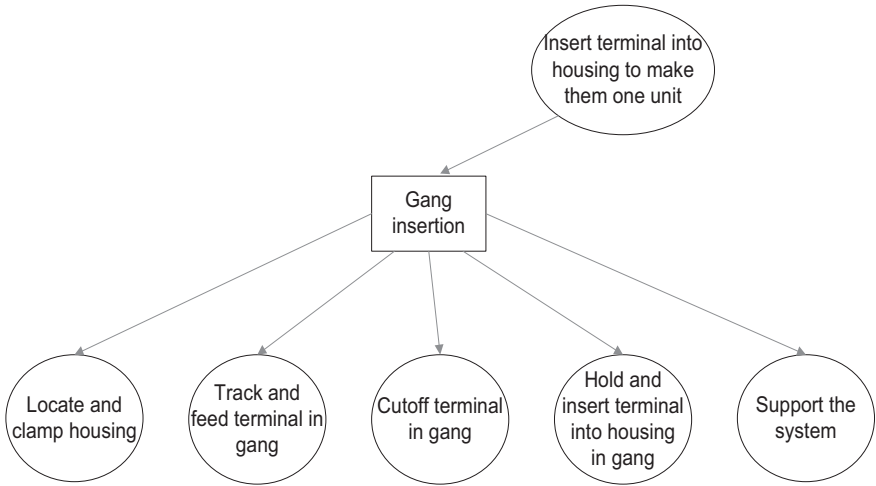 Insert terminal into
housing to make
them one unit
Gang
insertion
Locate and
clamp housing
Track and
feed terminal in
gang
Cutoff terminal
in gang
Hold and
insert terminal
into housing
in gang
Support the
system